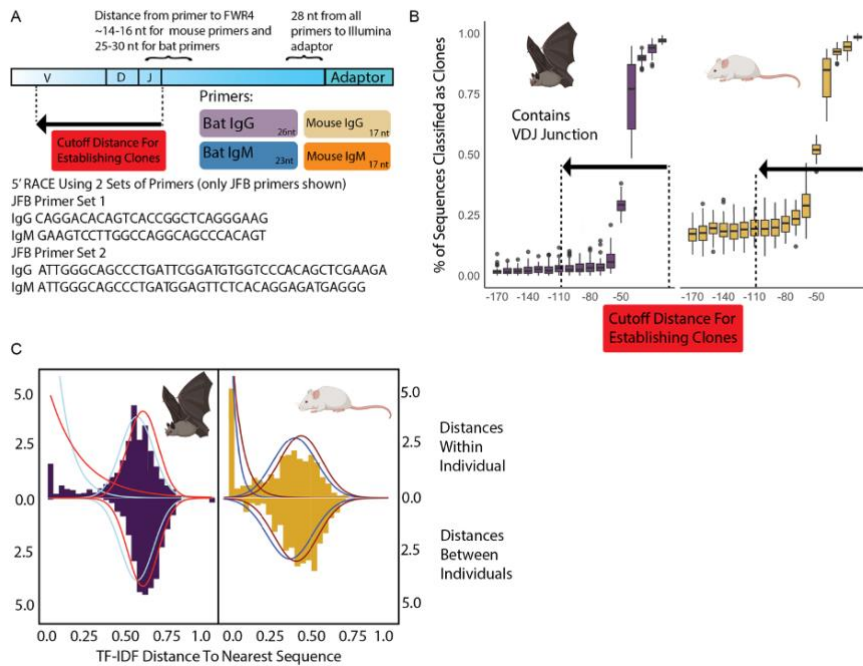 A
Distance from primer to FWR4
~14-16 nt for mouse primers and
25-30 nt for bat primers
28 nt from all
primers to Illumina
adaptor
V
D
J
Adaptor
Primers:
Cutoff Distance For
Establishing Clones
Bat IgG
26nt
Mouse IgG
17 nt
Bat IgM
23nt
Mouse IgM
17 nt
5' RACE Using 2 Sets of Primers (only JFB primers shown)
JFB Primer Set 1
IgG CAGGACACAGTCACCGGCTCAGGGAAG
IgM GAAGTCCTTGGCCAGGCAGCCCACAGT
JFB Primer Set 2
IgG ATTGGGCAGCCCTGATTCGGATGTGGTCCCACAGCTCGAAGA
IgM ATTGGGCAGCCCTGATGGAGTTCTCACAGGAGATGAGGG
B
% of Sequences Classified as Clones
1.00
0.75
0.50
0.25
0.00
Contains
VDJ Junction
-170 -140 -110 -80 -50
-170 -140 -110 -80 -50
Cutoff Distance For
Establishing Clones
C
5.0
2.5
0.0
2.5
5.0
5.0
2.5
0.0
2.5
5.0
Distances
Within
Individual
Distances
Between
Individuals
0.0 0.25 0.50 0.75 1.0
0.0 0.25 0.50 0.75 1.0
TF-IDF Distance To Nearest Sequence